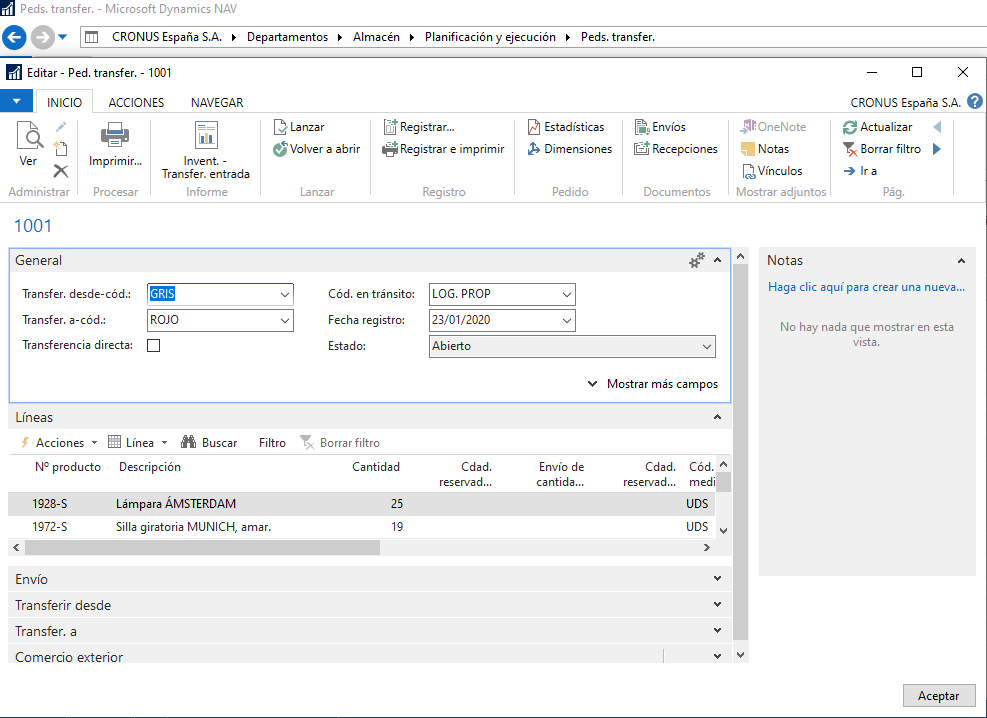 Peds. transfer. - Microsoft Dynamics NAV
CRONUS España S.A. Departamentos Almacén Planificación y ejecución Peds. transfer.
Editar - Ped. transfer. - 1001
INICIO ACCIONES NAVEGAR CRONUS España S.A.
Ver
Administrar
Imprimir...
Procesar
Invent. -
Transfer. entrada
Informe
Lanzar
Volver a abrir
Lanzar
Registrar...
Registrar e imprimir
Registro
Estadísticas
Dimensiones
Pedido
Envíos
Recepciones
Documentos
OneNote
Notas
Vínculos
Mostrar adjuntos
Actualizar
Borrar filtro
Ir a
Pág.
1001
General
Transfer. desde-cód.: GRIS Cód. en tránsito: LOG. PROP
Transfer. a-cód.: ROJO Fecha registro: 23/01/2020
Transferencia directa: Estado: Abierto
Mostrar más campos
Líneas
Acciones Línea Buscar Filtro Borrar filtro
Nº producto Descripción Cantidad Cdad. Envío de Cdad. Cód.
reservad... cantida... reservad... medi
1928-S Lámpara ÁMSTERDAM 25 UDS
1972-S Silla giratoria MUNICH, amar. 19 UDS
Envío
Transferir desde
Transfer. a
Comercio exterior
Notas
Haga clic aquí para crear una nueva...
No hay nada que mostrar en esta
vista.
Aceptar